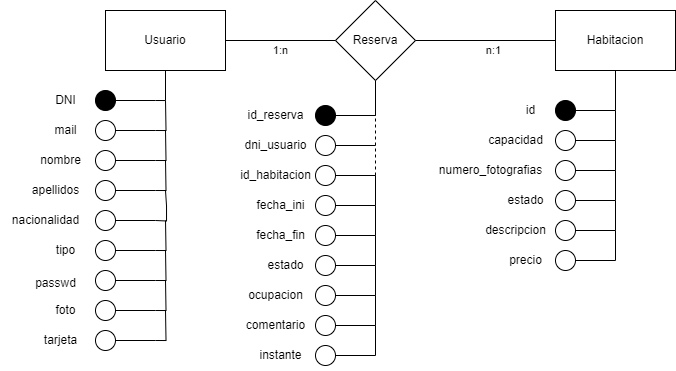 Usuario
1:n
Reserva
n:1
Habitacion
DNI
mail
nombre
apellidos
nacionalidad
tipo
passwd
foto
tarjeta
id_reserva
dni_usuario
id_habitacion
fecha_ini
fecha_fin
estado
ocupacion
comentario
instante
id
capacidad
numero_fotografias
estado
descripcion
precio